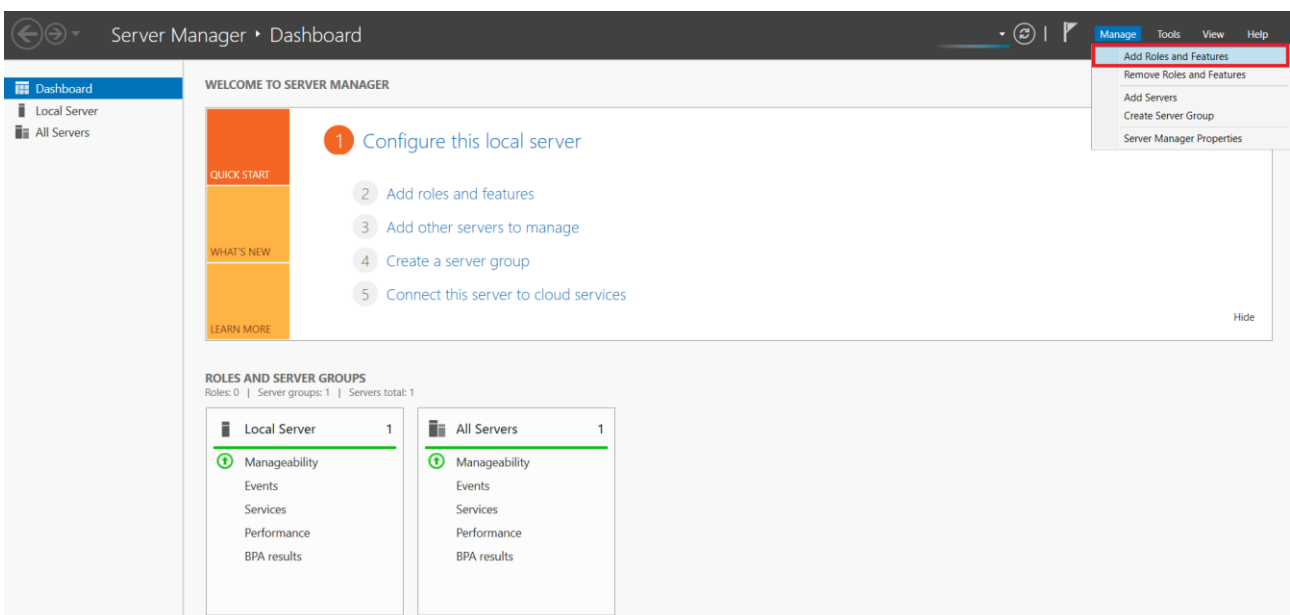 Server Manager ‣ Dashboard
Manage Tools View Help
Add Roles and Features
Remove Roles and Features
Add Servers
Create Server Group
Server Manager Properties
Dashboard
Local Server
All Servers
WELCOME TO SERVER MANAGER
QUICK START
WHAT'S NEW
LEARN MORE
1 Configure this local server
2 Add roles and features
3 Add other servers to manage
4 Create a server group
5 Connect this server to cloud services
Hide
ROLES AND SERVER GROUPS
Roles: 0 | Server groups: 1 | Servers total: 1
Local Server 1
Manageability
Events
Services
Performance
BPA results
All Servers 1
Manageability
Events
Services
Performance
BPA results